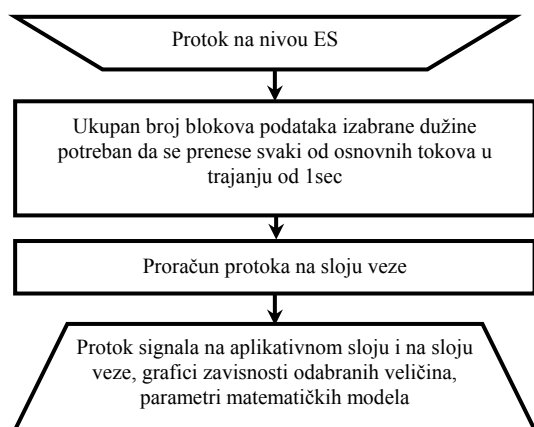 Protok na nivou ES
Ukupan broj blokova podataka izabrane dužine
potreban da se prenese svaki od osnovnih tokova u
trajanju od 1sec
Proračun protoka na sloju veze
Protok signala na aplikativnom sloju i na sloju
veze, grafici zavisnosti odabranih veličina,
parametri matematičkih modela